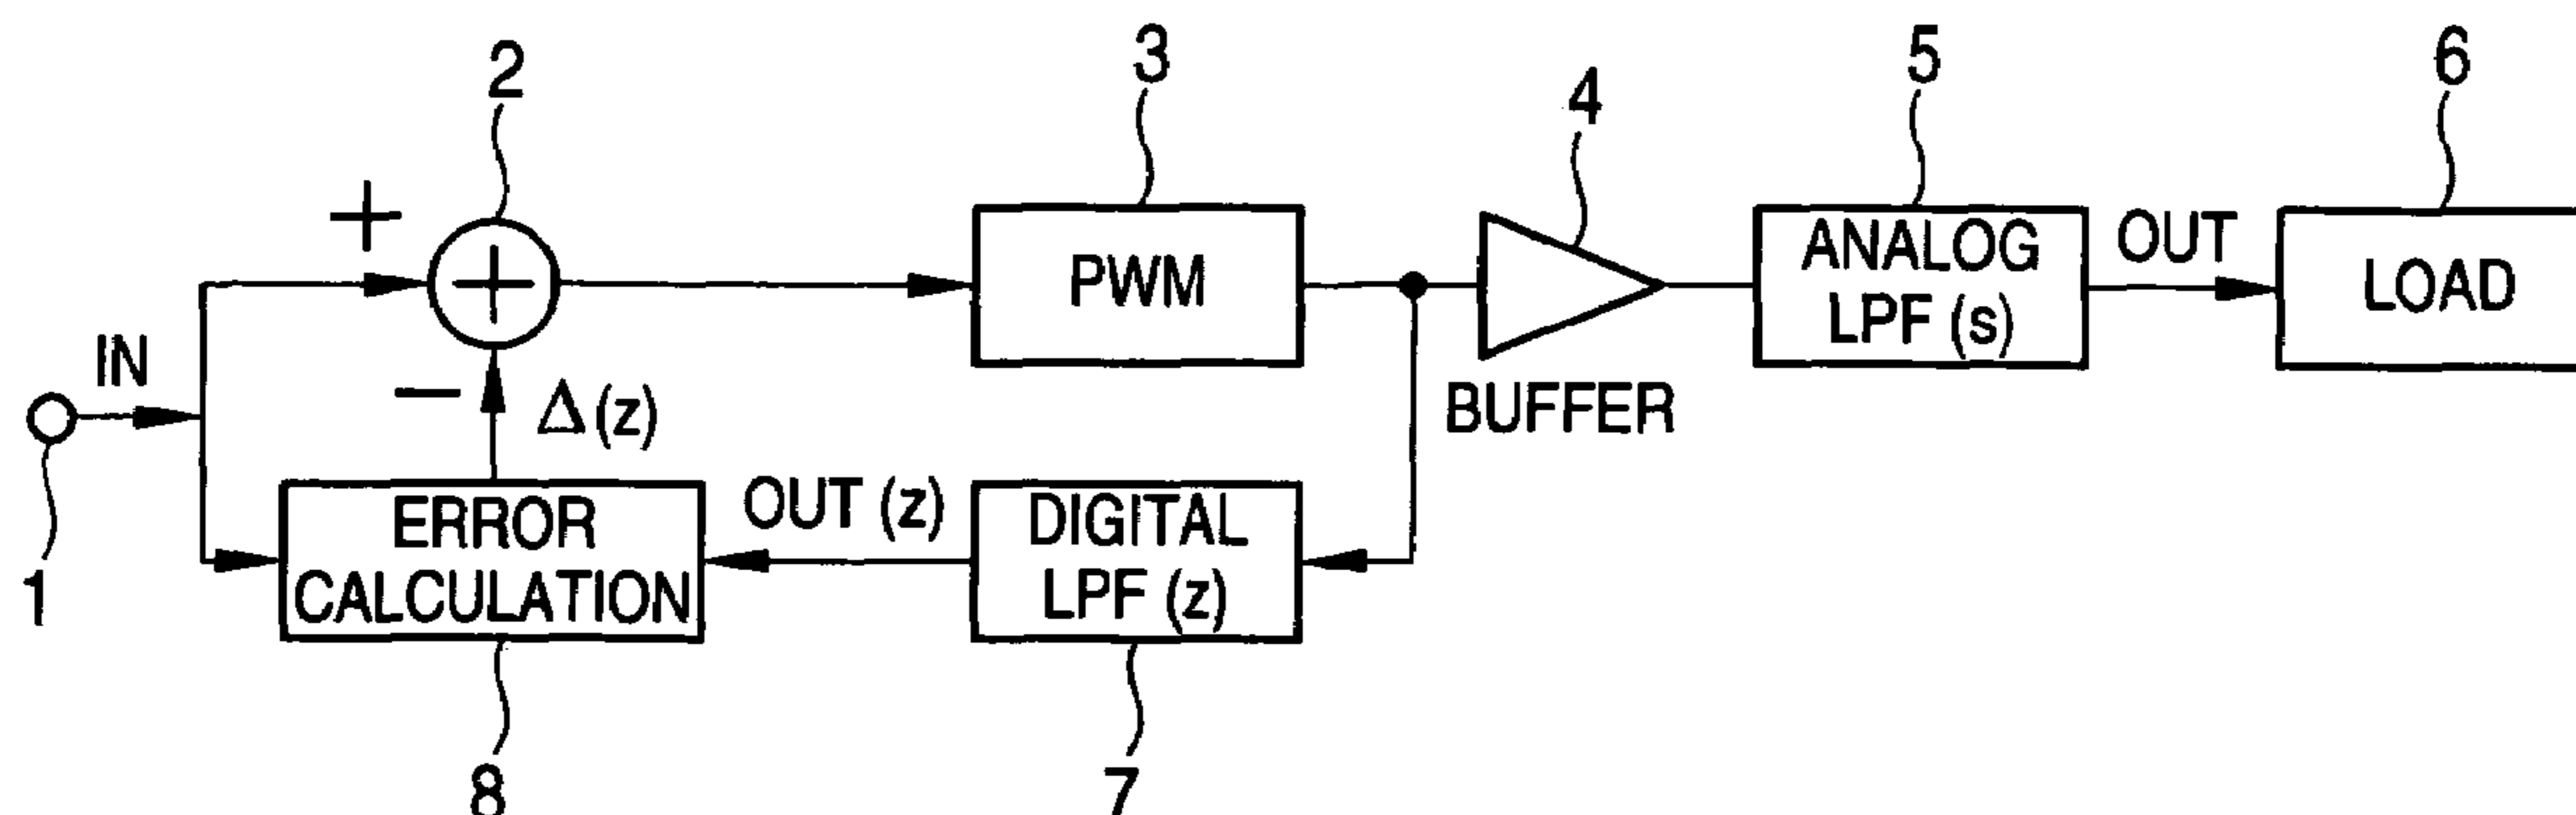 2
3
4
5
6
+
IN
+
PWM
BUFFER
ANALOG
LPF (s)
OUT
LOAD
−
Δ(z)
1
ERROR
CALCULATION
OUT (z)
DIGITAL
LPF (z)
8
7